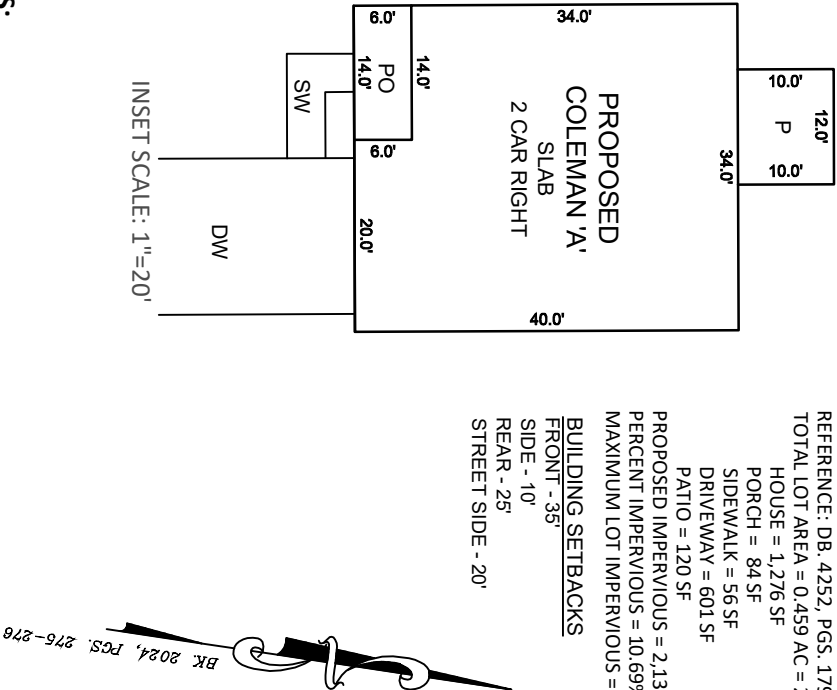 S.
6.0'
34.0'
14.0'
PO
14.0'
6.0'
SW
10.0'
12.0'
P
10.0'
34.0'
PROPOSED
COLEMAN 'A'
SLAB
2 CAR RIGHT
20.0'
DW
40.0'
INSET SCALE: 1"=20'
REFERENCE: DB. 4252, PGS. 179
TOTAL LOT AREA = 0.459 AC =
HOUSE = 1,276 SF
PORCH = 84 SF
SIDEWALK = 56 SF
DRIVEWAY = 601 SF
PATIO = 120 SF
PROPOSED IMPERVIOUS = 2,13
PERCENT IMPERVIOUS = 10.69%
MAXIMUM LOT IMPERVIOUS =
BUILDING SETBACKS
FRONT - 35'
SIDE - 10'
REAR - 25'
STREET SIDE - 20'
BK. 2024, PGS. 275-276